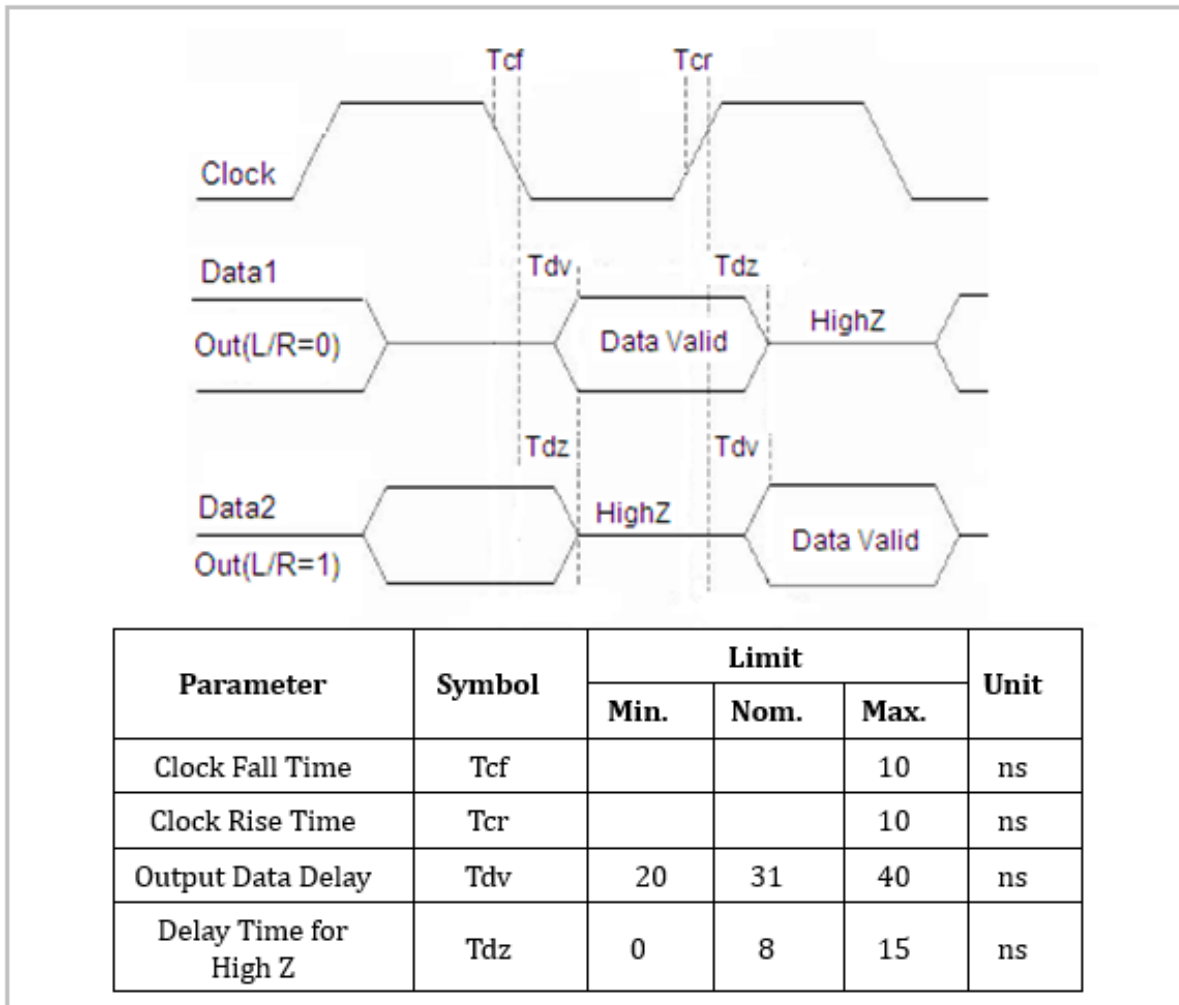 Tcf Tcr
Clock
Data1 Tdv Tdz
Out(L/R=0) Data Valid HighZ
Tdz Tdv
Data2 HighZ
Out(L/R=1) Data Valid
Parameter Symbol Limit Unit
Min. Nom. Max.
Clock Fall Time Tcf 10 ns
Clock Rise Time Tcr 10 ns
Output Data Delay Tdv 20 31 40 ns
Delay Time for
High Z Tdz 0 8 15 ns